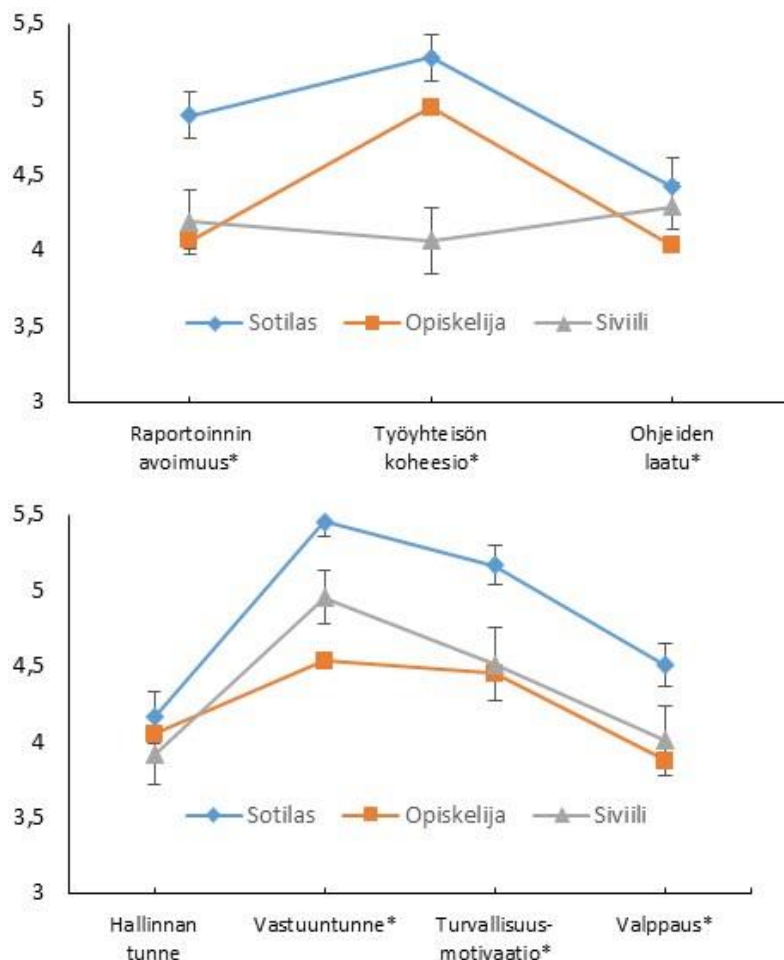 5,5
5
4,5
4
3,5
3
Sotilas Opiskelija Siviili
Raportoinnin avoimuus*
Työyhteisön koheesio*
Ohjeiden laatu*
5,5
5
4,5
4
3,5
3
Sotilas Opiskelija Siviili
Hallinnan tunne
Vastuuntunne*
Turvallisuus-
motivaatio*
Valppaus*